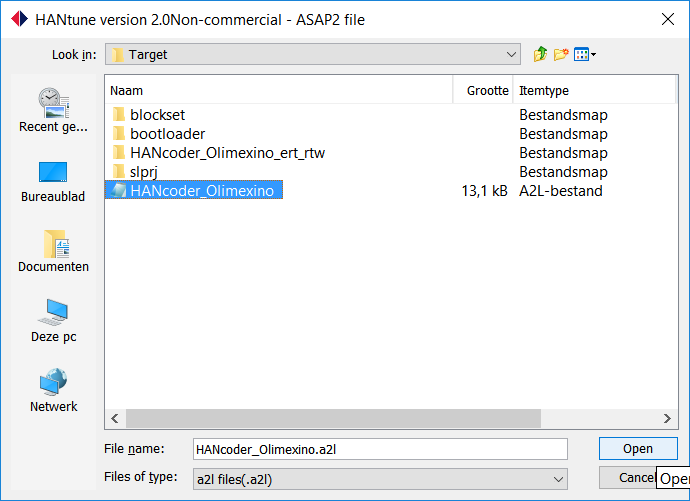 HANtune version 2.0Non-commercial - ASAP2 file
Look in: Target
Naam Grootte Itemtype
blockset Bestandsmap
bootloader Bestandsmap
HANcoder_Olimexino_ert_rtw Bestandsmap
slprj Bestandsmap
HANcoder_Olimexino 13,1 kB A2L-bestand
Recent ge...
Bureaublad
Documenten
Deze pc
Netwerk
File name: HANcoder_Olimexino.a2l Open
Files of type: a2l files(.a2l) Cancel
Open